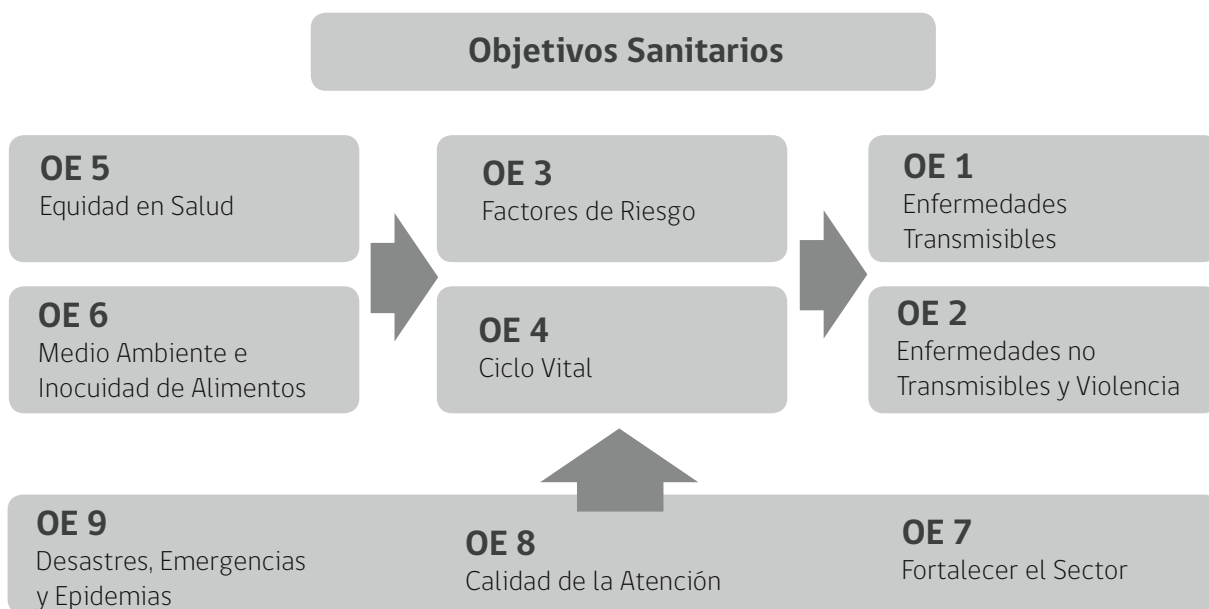 Objetivos Sanitarios
OE 5
Equidad en Salud
OE 3
Factores de Riesgo
OE 1
Enfermedades
Transmisibles
OE 6
Medio Ambiente e
Inocuidad de Alimentos
OE 4
Ciclo Vital
OE 2
Enfermedades no
Transmisibles y Violencia
OE 9
Desastres, Emergencias
y Epidemias
OE 8
Calidad de la Atención
OE 7
Fortalecer el Sector